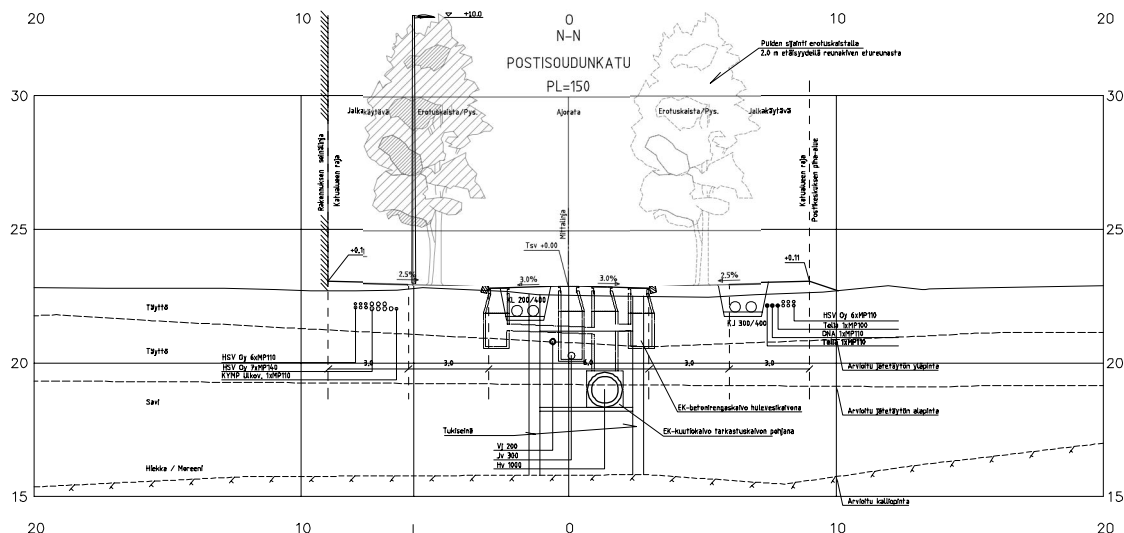 20 10 0 10 20
+10.0
N-N
POSTISOUDUNKATU
PL=150
Puiden sijainti erotuskaistalle
2.0 m etäisyydellä reunakiven etureunasta
30 30
Jalkakäytävä Erotuskaista/Pys. Ajorata Erotuskaista/Pys. Jalkakäytävä
Rakennuksen seinälinja
Katualueen raja
Mittalinja
Katualueen raja
Postikeskuksen piha-alue
25 25
Tsv +0.00
+0.11
+0.11
2.5% 3.0% 3.0% 2.5%
KL 200/400
KJ 300/400
Täyttö
HSV Oy 6xMP110
Telia 1xMP100
DNA 1xMP110
Telia 1xMP110
Täyttö
HSV Oy 6xMP110
HSV Oy 7xMP140
KYMP Ulkov. 1xMP110
20 20
3,0 3,0 6,0 3,0 3,0
Arvioitu jätetäytön yläpinta
Savi
EK-betonirengaskaivo hulevesikaivona
Arvioitu jätetäytön alapinta
Tukiseinä
EK-kuutiokaivo tarkastuskaivon pohjana
Vj 200
Jv 300
Hv 1000
Hiekka / Moreeni
15 15
Arvioitu kalliopinta
20 10 0 10 20